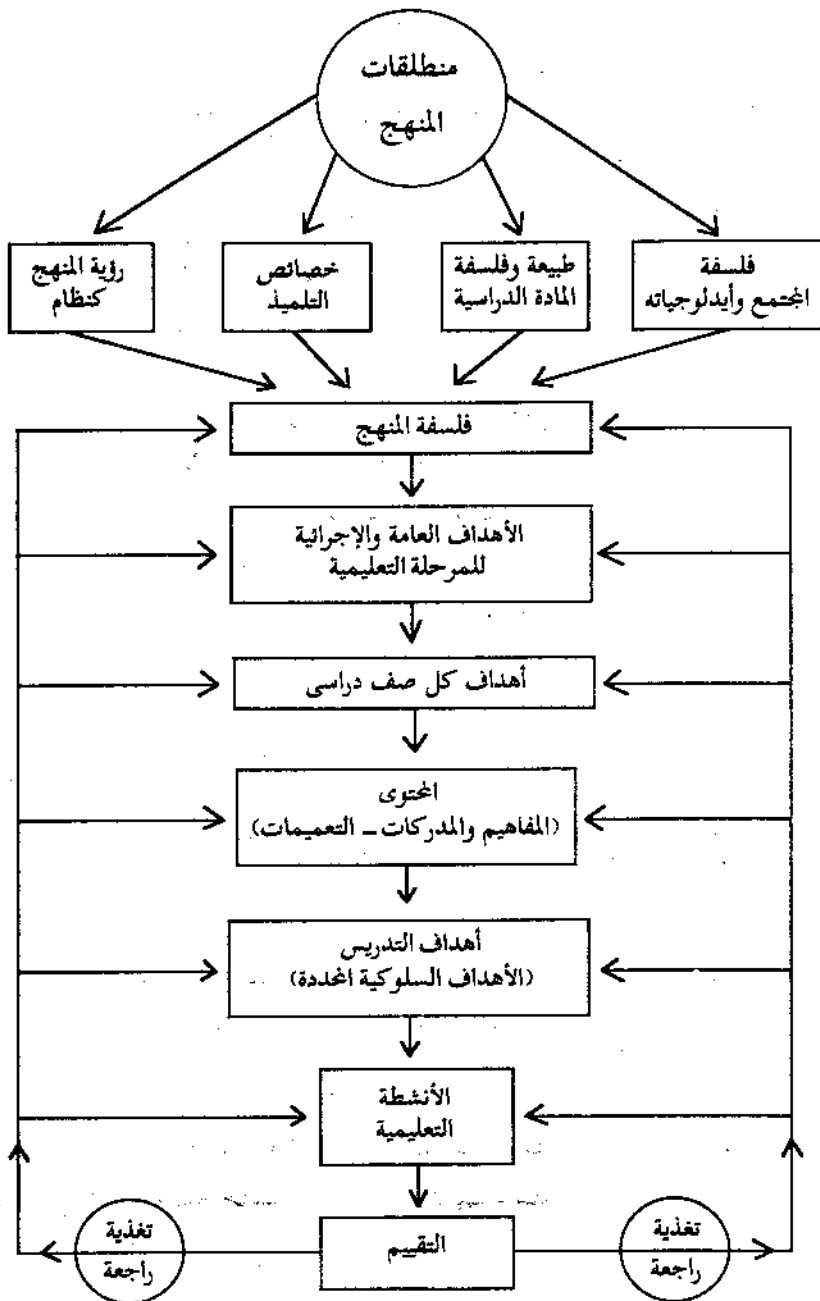 منطلقات
المنهج
فلسفة
المجتمع وأيدلوجياته
طبيعة وفلسفة
المادة الدراسية
خصائص
التلميذ
رؤية المنهج
كنظام
فلسفة المنهج
الأهداف العامة والإجرائية
للمرحلة التعليمية
أهداف كل صف دراسى
المحتوى
(المفاهيم والمدركات – التعميمات)
أهداف التدريس
(الأهداف السلوكية المحددة)
الأنشطة
التعليمية
التقييم
تغذية
راجعة
تغذية
راجعة